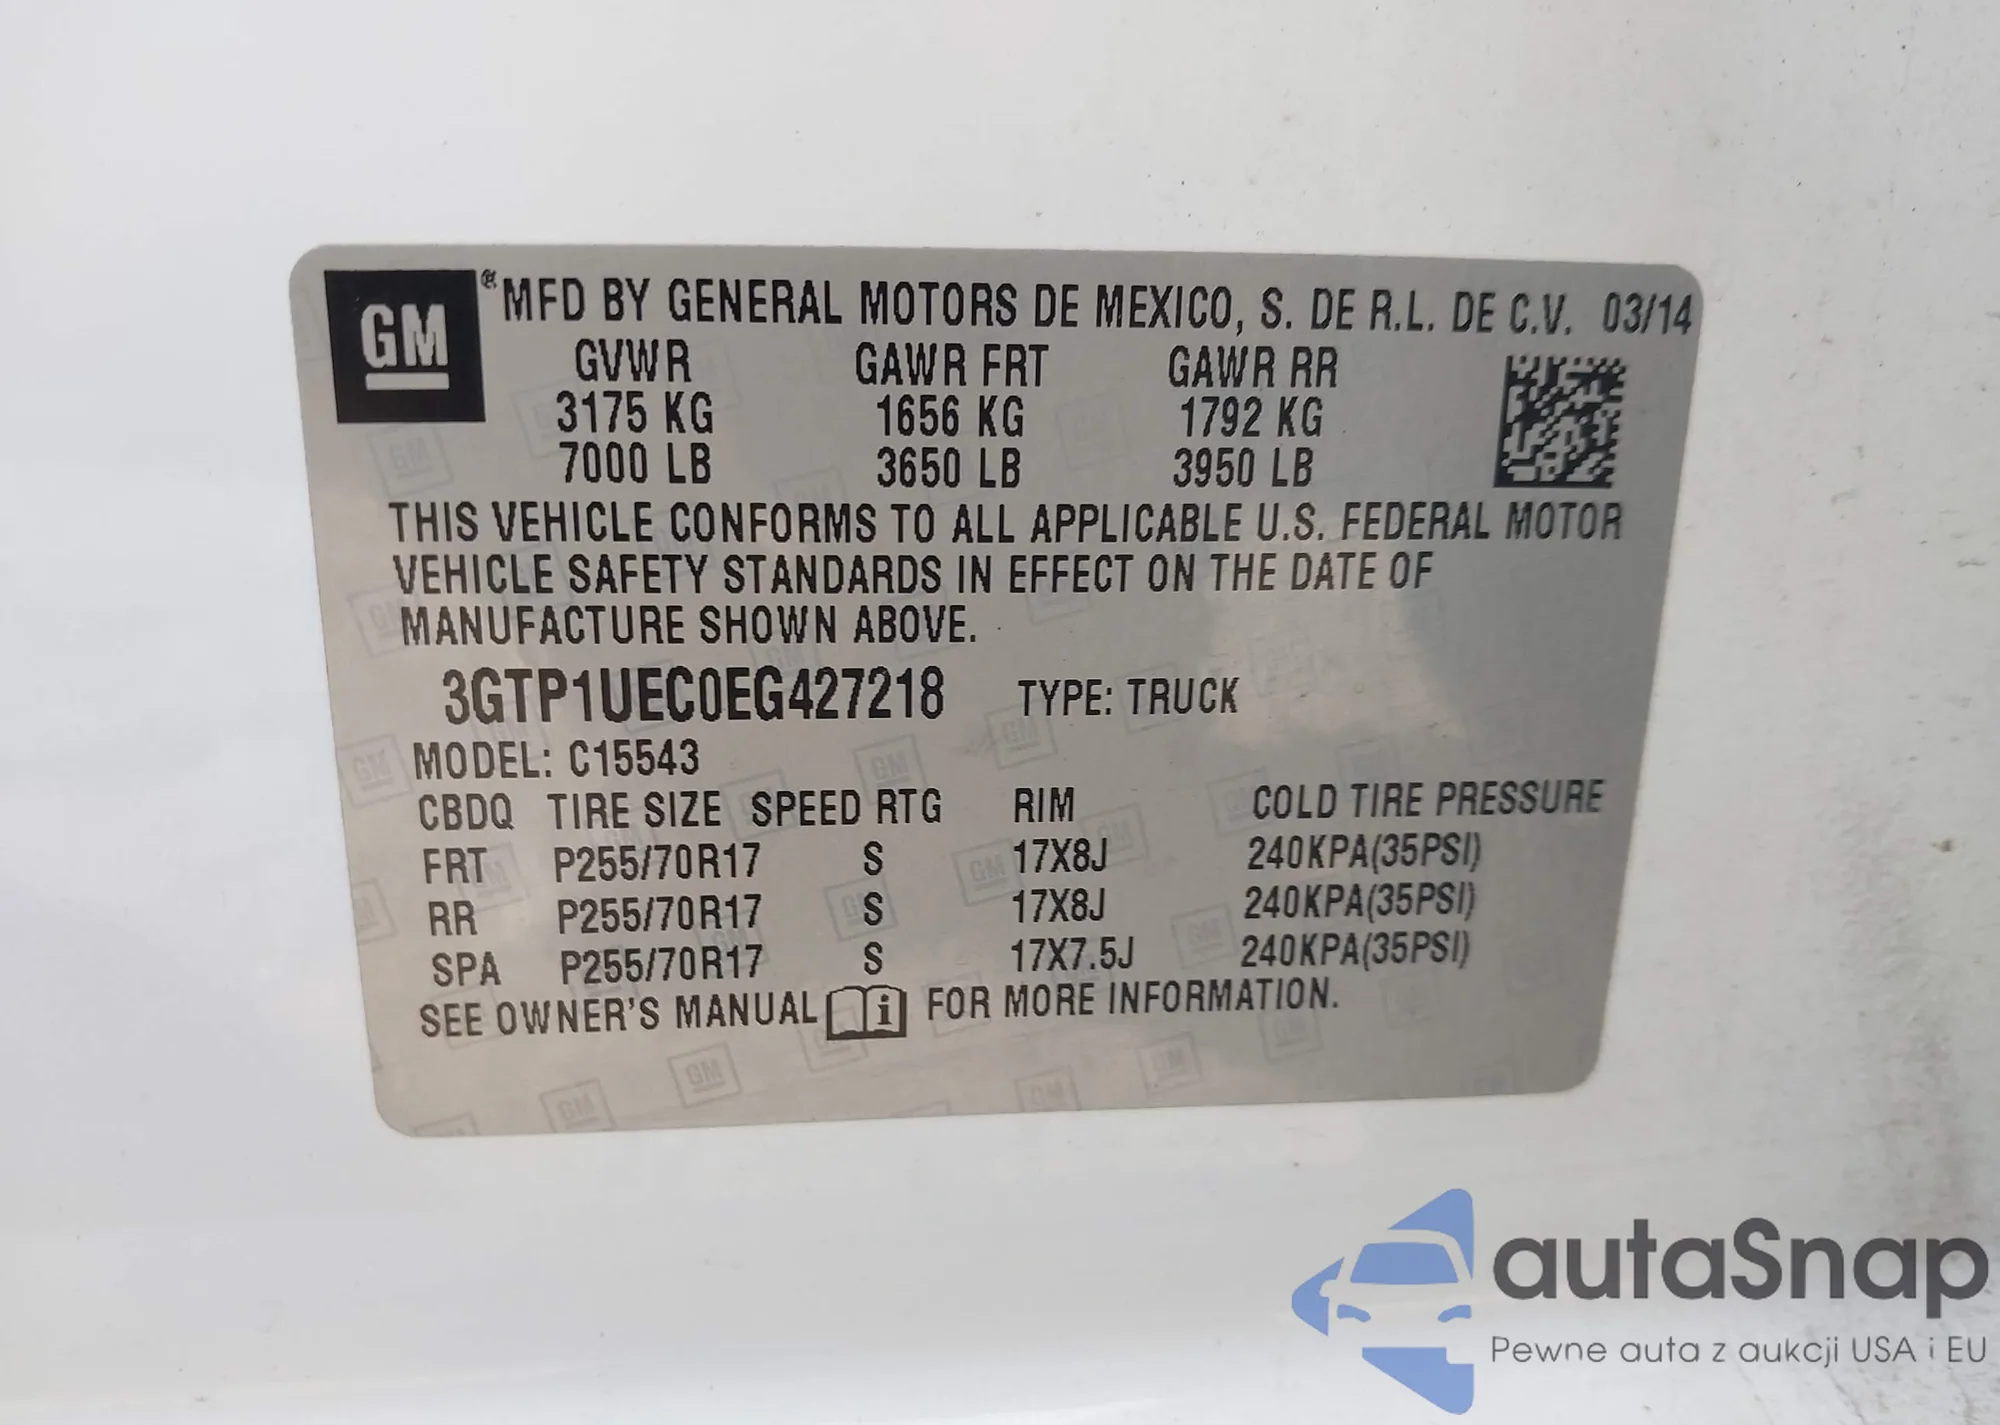 GM ® MFD BY GENERAL MOTORS DE MEXICO, S. DE R.L. DE C.V. 03/14
GVWR GAWR FRT GAWR RR
3175 KG 1656 KG 1792 KG
7000 LB 3650 LB 3950 LB
THIS VEHICLE CONFORMS TO ALL APPLICABLE U.S. FEDERAL MOTOR
VEHICLE SAFETY STANDARDS IN EFFECT ON THE DATE OF
MANUFACTURE SHOWN ABOVE.
3GTP1UEC0EG427218 TYPE: TRUCK
MODEL: C15543
CBDQ TIRE SIZE SPEED RTG RIM COLD TIRE PRESSURE
FRT P255/70R17 S 17X8J 240KPA(35PSI)
RR P255/70R17 S 17X8J 240KPA(35PSI)
SPA P255/70R17 S 17X7.5J 240KPA(35PSI)
SEE OWNER'S MANUAL i FOR MORE INFORMATION.
autaSnap
Pewne auta z aukcji USA i EU